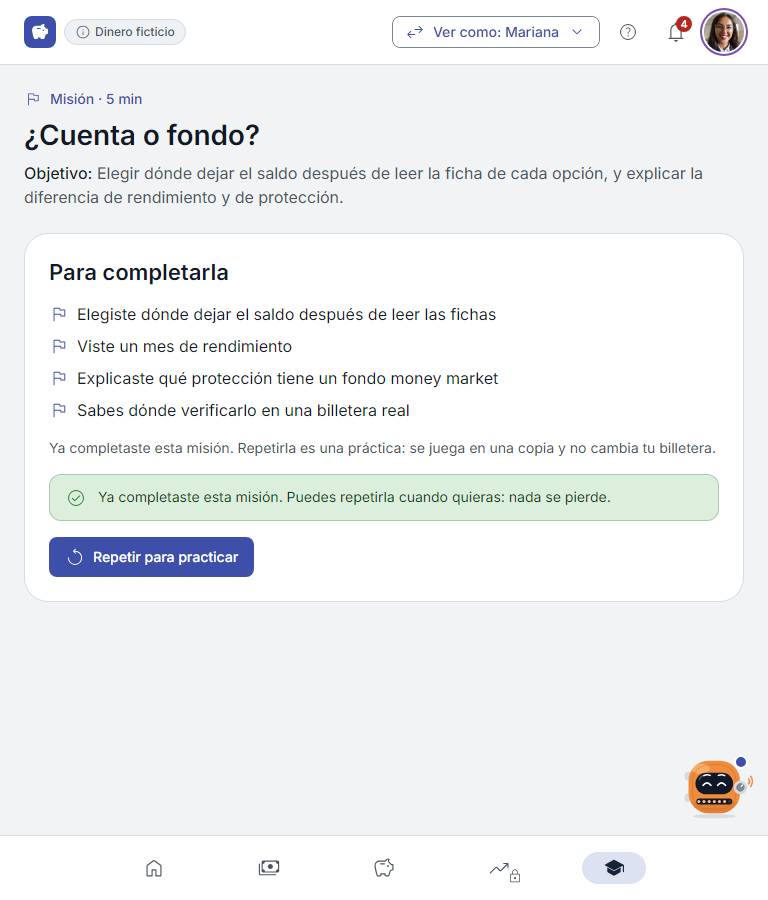 Dinero ficticio
Ver como: Mariana
4
Misión · 5 min
¿Cuenta o fondo?
Objetivo: Elegir dónde dejar el saldo después de leer la ficha de cada opción, y explicar la
diferencia de rendimiento y de protección.
Para completarla
Elegiste dónde dejar el saldo después de leer las fichas
Viste un mes de rendimiento
Explicaste qué protección tiene un fondo money market
Sabes dónde verificarlo en una billetera real
Ya completaste esta misión. Repetirla es una práctica: se juega en una copia y no cambia tu billetera.
Ya completaste esta misión. Puedes repetirla cuando quieras: nada se pierde.
Repetir para practicar